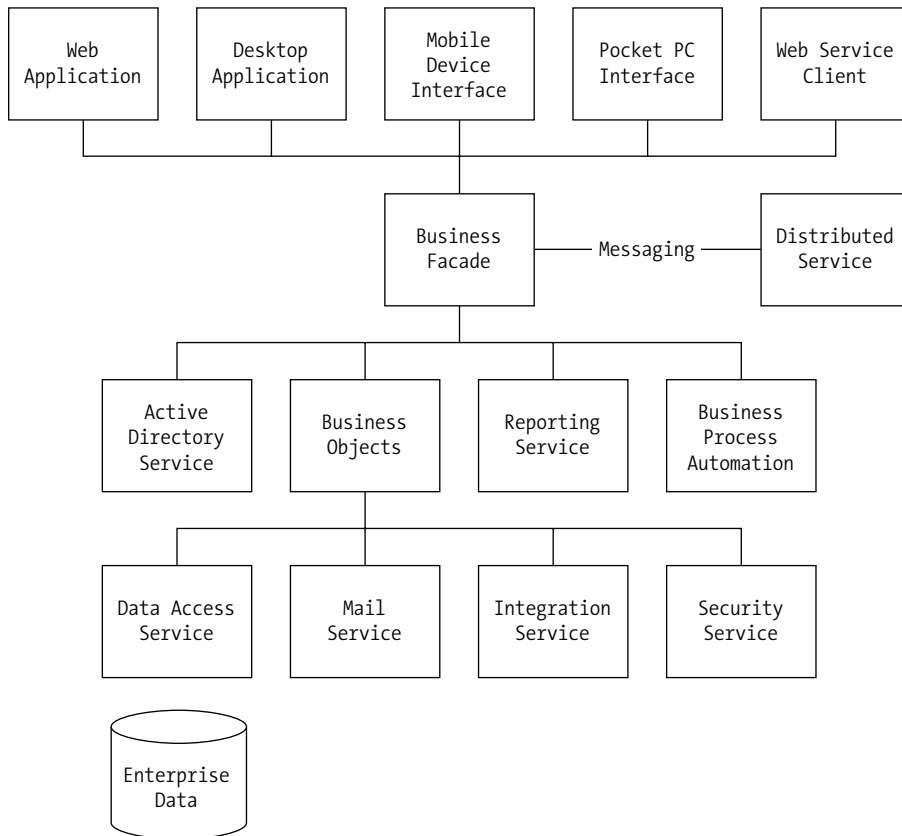 Web
Application
Desktop
Application
Mobile
Device
Interface
Pocket PC
Interface
Web Service
Client
Business
Facade
Messaging
Distributed
Service
Active
Directory
Service
Business
Objects
Reporting
Service
Business
Process
Automation
Data Access
Service
Mail
Service
Integration
Service
Security
Service
Enterprise
Data